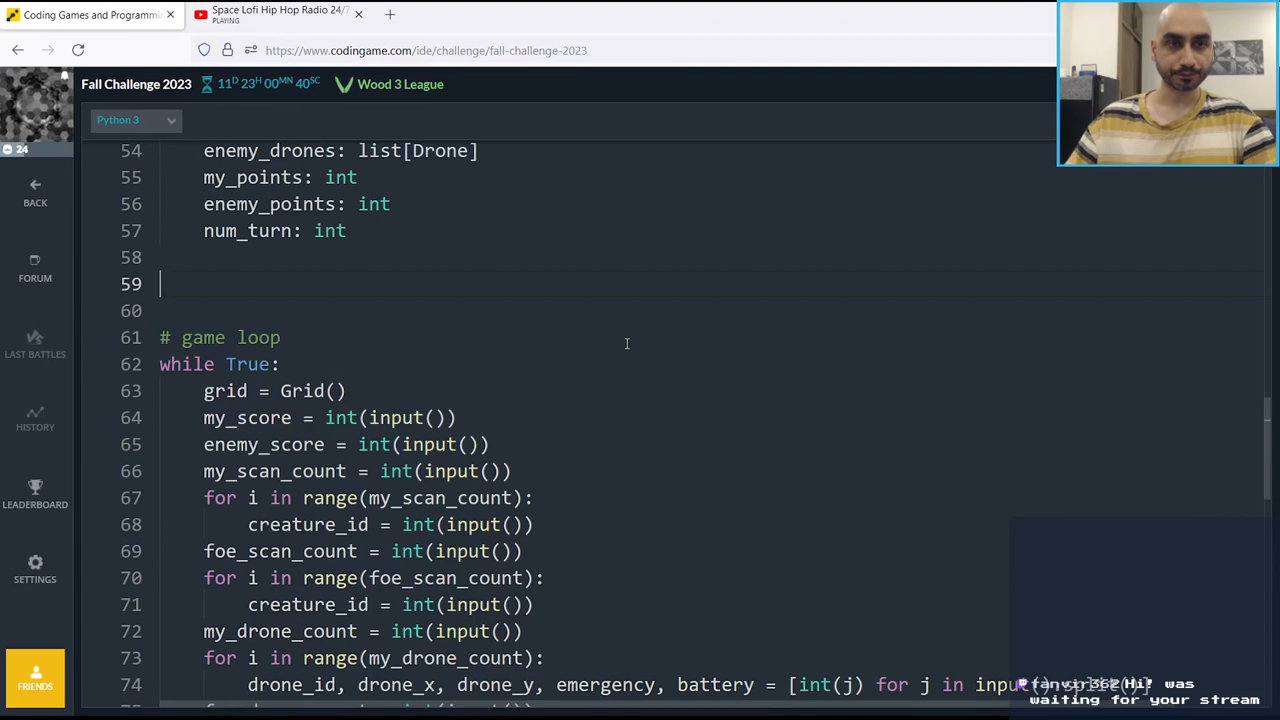 Coding Games and Programmin
Space Lofi Hip Hop Radio 24/7
PLAYING
https://www.codingame.com/ide/challenge/fall-challenge-2023
Fall Challenge 2023
11D 23H 00MN 40SC
Wood 3 League
Python 3
24
BACK
FORUM
LAST BATTLES
HISTORY
LEADERBOARD
SETTINGS
FRIENDS
54 enemy_drones: list[Drone]
55 my_points: int
56 enemy_points: int
57 num_turn: int
58
59
60
61 # game loop
62 while True:
63 grid = Grid()
64 my_score = int(input())
65 enemy_score = int(input())
66 my_scan_count = int(input())
67 for i in range(my_scan_count):
68 creature_id = int(input())
69 foe_scan_count = int(input())
70 for i in range(foe_scan_count):
71 creature_id = int(input())
72 my_drone_count = int(input())
73 for i in range(my_drone_count):
74 drone_id, drone_x, drone_y, emergency, battery = [int(j) for j in input().split()]
Hi! was
waiting for your stream